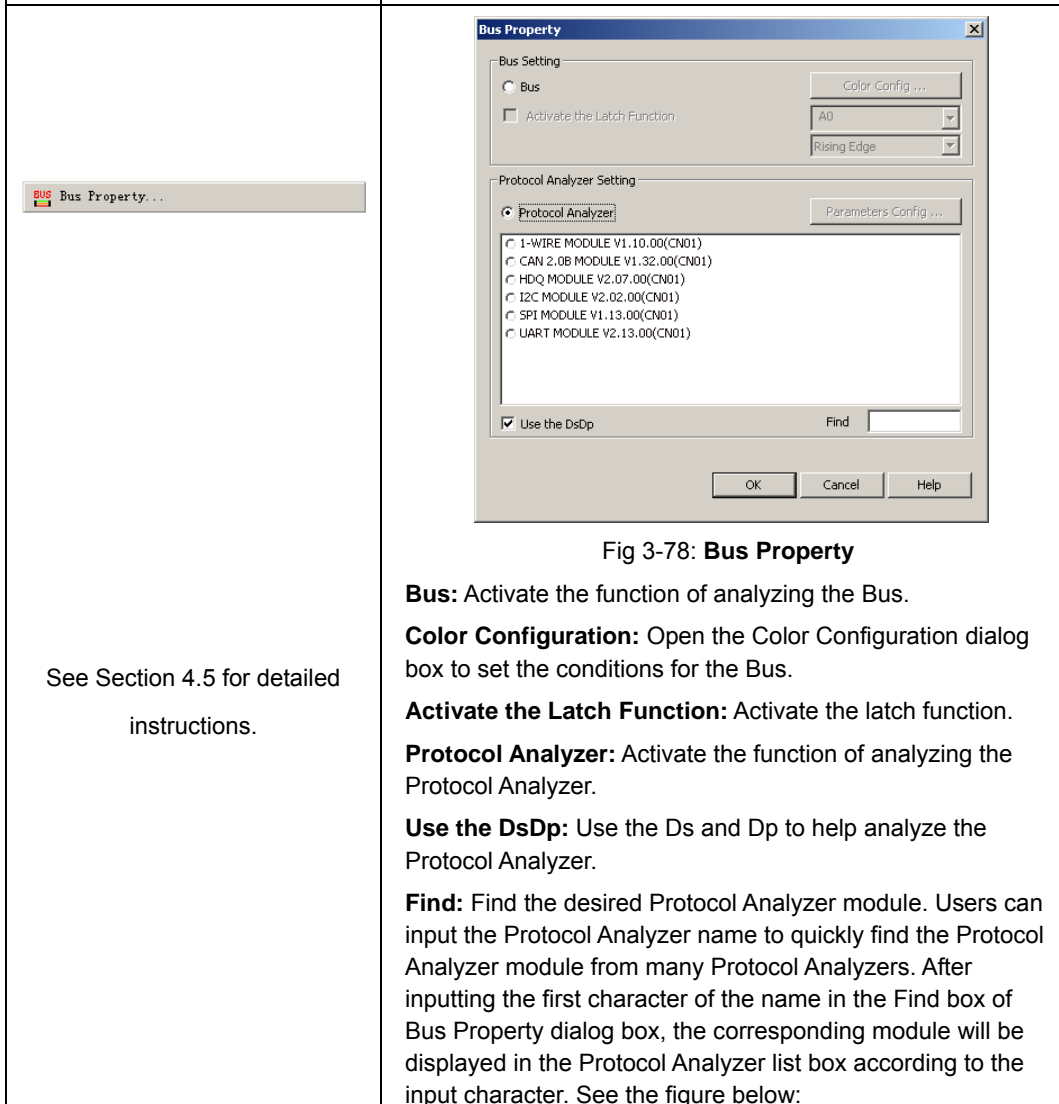 BUS Bus Property...
See Section 4.5 for detailed
instructions.
Bus Property
Bus Setting
Bus
Color Config ...
Activate the Latch Function
A0
Rising Edge
Protocol Analyzer Setting
Protocol Analyzer
Parameters Config ...
1-WIRE MODULE V1.10.00(CN01)
CAN 2.0B MODULE V1.32.00(CN01)
HDQ MODULE V2.07.00(CN01)
I2C MODULE V2.02.00(CN01)
SPI MODULE V1.13.00(CN01)
UART MODULE V2.13.00(CN01)
Use the DsDp
Find
OK
Cancel
Help
Fig 3-78: Bus Property
Bus: Activate the function of analyzing the Bus.
Color Configuration: Open the Color Configuration dialog
box to set the conditions for the Bus.
Activate the Latch Function: Activate the latch function.
Protocol Analyzer: Activate the function of analyzing the
Protocol Analyzer.
Use the DsDp: Use the Ds and Dp to help analyze the
Protocol Analyzer.
Find: Find the desired Protocol Analyzer module. Users can
input the Protocol Analyzer name to quickly find the Protocol
Analyzer module from many Protocol Analyzers. After
inputting the first character of the name in the Find box of
Bus Property dialog box, the corresponding module will be
displayed in the Protocol Analyzer list box according to the
input character. See the figure below: